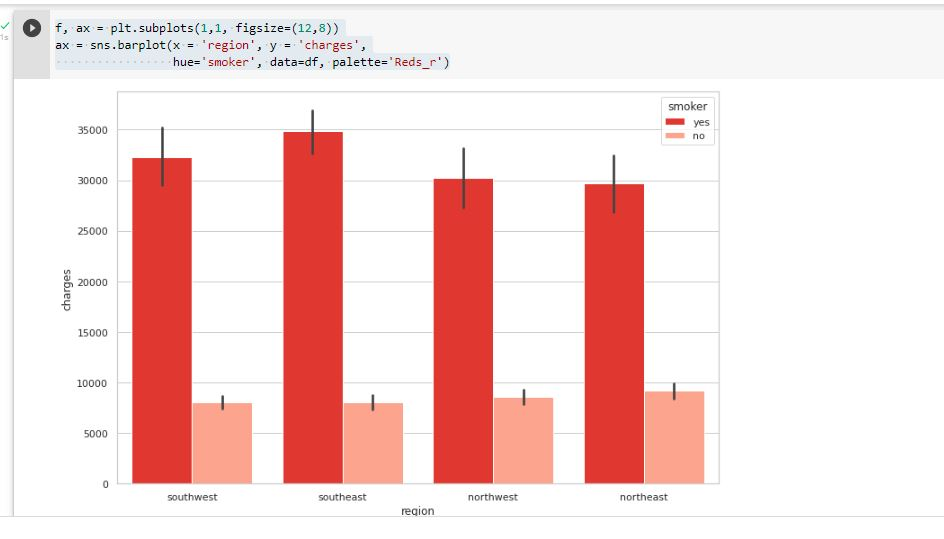 1s
f, ax = plt.subplots(1,1, figsize=(12,8))
ax = sns.barplot(x = 'region', y = 'charges',
hue='smoker', data=df, palette='Reds_r')
smoker
yes
no
35000
30000
25000
20000
15000
10000
5000
0
charges
southwest southeast northwest northeast
region